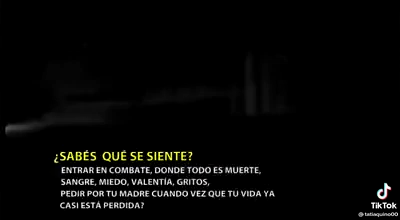 ¿SABÉS QUÉ SE SIENTE?
ENTRAR EN COMBATE, DONDE TODO ES MUERTE,
SANGRE, MIEDO, VALENTÍA, GRITOS,
PEDIR POR TU MADRE CUANDO VEZ QUE TU VIDA YA
CASI ESTÁ PERDIDA?
TikTok
@tatiaquino00